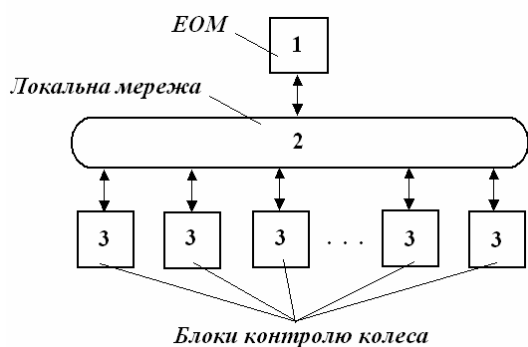 ЕОМ
1
Локальна мережа
2
3 3 3 . . . 3 3
Блоки контролю колеса